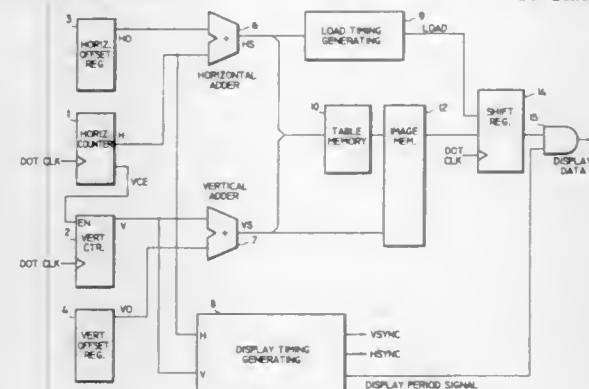 3
HORIZ.
OFFSET
REG.
HO
6
+
HS
HORIZONTAL
ADDER
9
LOAD TIMING
GENERATING
LOAD
1
HORIZ.
COUNTERS
H
DOT CLK
VCE
10
TABLE
MEMORY
12
IMAGE
MEM.
14
SHIFT
REG.
DOT
CLK
15
DISPLAY
DATA
EN
2
VERT
CTR.
V
DOT CLK
VERTICAL
ADDER
+
VS
7
4
VERT
OFFSET
REG.
VO
8
H
V
DISPLAY TIMING
GENERATING
VSYNC
HSYNC
DISPLAY PERIOD SIGNAL